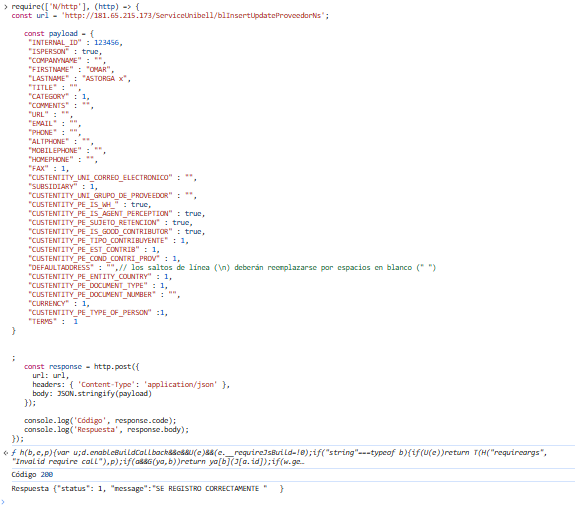 › require(['N/http'], (http) => {
const url = 'http://181.65.215.173/ServiceUnibell/blInsertUpdateProveedorNs';
const payload = {
"INTERNAL_ID" : 123456,
"ISPERSON" : true,
"COMPANYNAME" : "",
"FIRSTNAME" : "OMAR",
"LASTNAME" : "ASTORGA x",
"TITLE" : "",
"CATEGORY" : 1,
"COMMENTS" : "",
"URL" : "",
"EMAIL" : "",
"PHONE" : "",
"ALTPHONE" : "",
"MOBILEPHONE" : "",
"HOMEPHONE" : "",
"FAX" : 1,
"CUSTENTITY_UNI_CORREO_ELECTRONICO" : "",
"SUBSIDIARY" : 1,
"CUSTENTITY_UNI_GRUPO_DE_PROVEEDOR" : "",
"CUSTENTITY_PE_IS_WH_" : true,
"CUSTENTITY_PE_IS_AGENT_PERCEPTION" : true,
"CUSTENTITY_PE_SUJETO_RETENCION" : true,
"CUSTENTITY_PE_IS_GOOD_CONTRIBUTOR" : true,
"CUSTENTITY_PE_TIPO_CONTRIBUYENTE" : 1,
"CUSTENTITY_PE_EST_CONTRIB" : 1,
"CUSTENTITY_PE_COND_CONTRI_PROV" : 1,
"DEFAULTADDRESS" : "",// los saltos de línea (\n) deberán reemplazarse por espacios en blanco (" ")
"CUSTENTITY_PE_ENTITY_COUNTRY" : 1,
"CUSTENTITY_PE_DOCUMENT_TYPE" : 1,
"CUSTENTITY_PE_DOCUMENT_NUMBER" : "",
"CURRENCY" : 1,
"CUSTENTITY_PE_TYPE_OF_PERSON" :1,
"TERMS" : 1
}
;
const response = http.post({
url: url,
headers: { 'Content-Type': 'application/json' },
body: JSON.stringify(payload)
});
console.log('Código', response.code);
console.log('Respuesta', response.body);
});
ƒ h(b,e,p){var u;d.enableBuildCallback&&e&&U(e)&&(e.__requireJsBuild=!0);if("string"===typeof b){if(U(e))return T(H("requireargs",
"Invalid require call"),p);if(a&&G(ya,b))return ya[b](J[a.id]);if(w.ge…
Código 200
Respuesta {"status": 1, "message":"SE REGISTRO CORRECTAMENTE " }
›